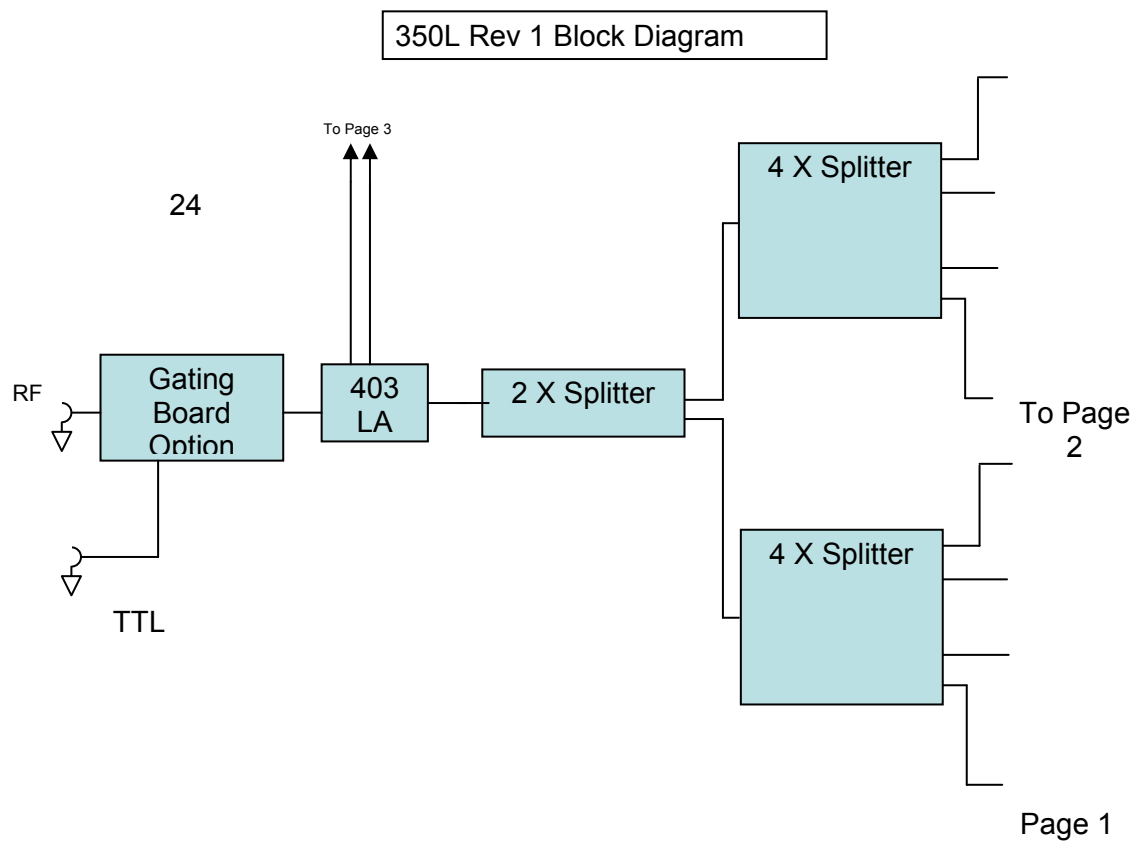 350L Rev 1 Block Diagram
To Page 3
4 X Splitter
24
RF
Gating
Board
Option
403
LA
2 X Splitter
To Page
2
4 X Splitter
TTL
Page 1